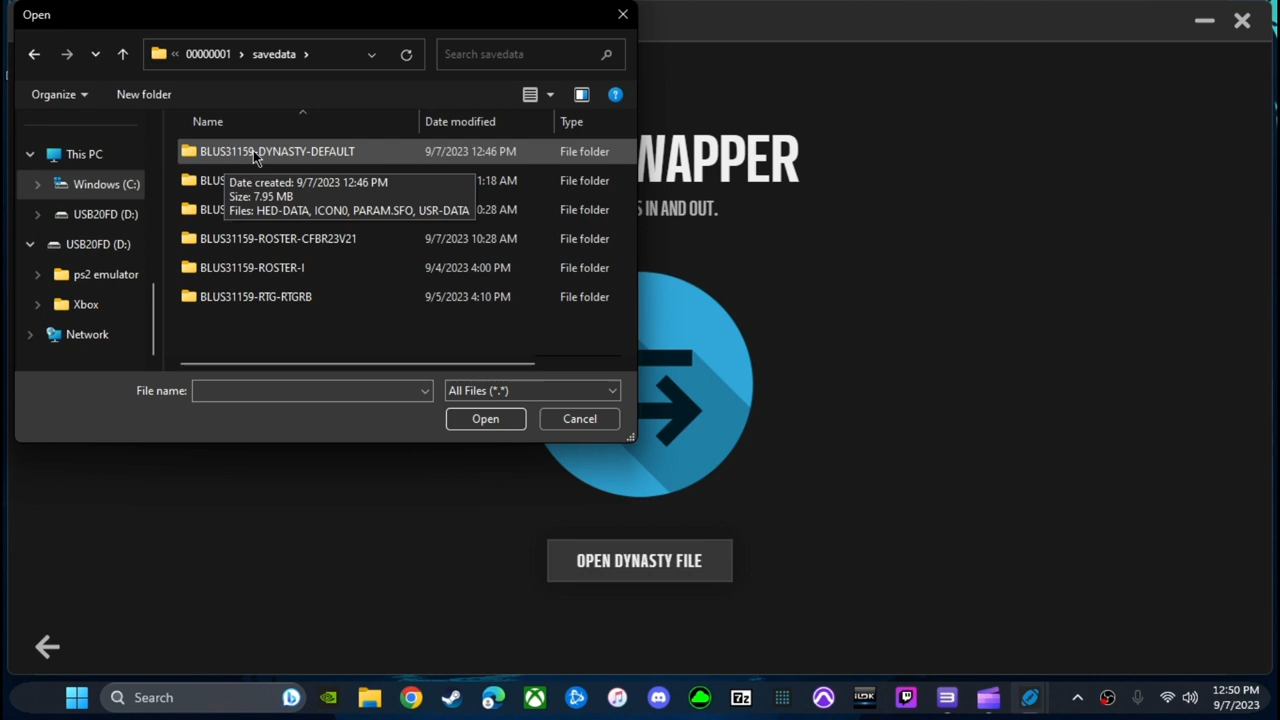 Open
00000001
savedata
Search savedata
Organize
New folder
Name
Date modified
Type
This PC
Windows (C:)
USB20FD (D:)
USB20FD (D:)
ps2 emulator
Xbox
Network
BLUS31159-DYNASTY-DEFAULT
9/7/2023 12:46 PM
File folder
BLUS
1:18 AM
File folder
BLUS
0:28 AM
File folder
Date created: 9/7/2023 12:46 PM
Size: 7.95 MB
Files: HED-DATA, ICON0, PARAM.SFO, USR-DATA
BLUS31159-ROSTER-CFBR23V21
9/7/2023 10:28 AM
File folder
BLUS31159-ROSTER-I
9/4/2023 4:00 PM
File folder
BLUS31159-RTG-RTGRB
9/5/2023 4:10 PM
File folder
File name:
All Files (*.*)
Open
Cancel
WAPPER
S IN AND OUT.
OPEN DYNASTY FILE
Search
7z
iLOK
12:50 PM
9/7/2023